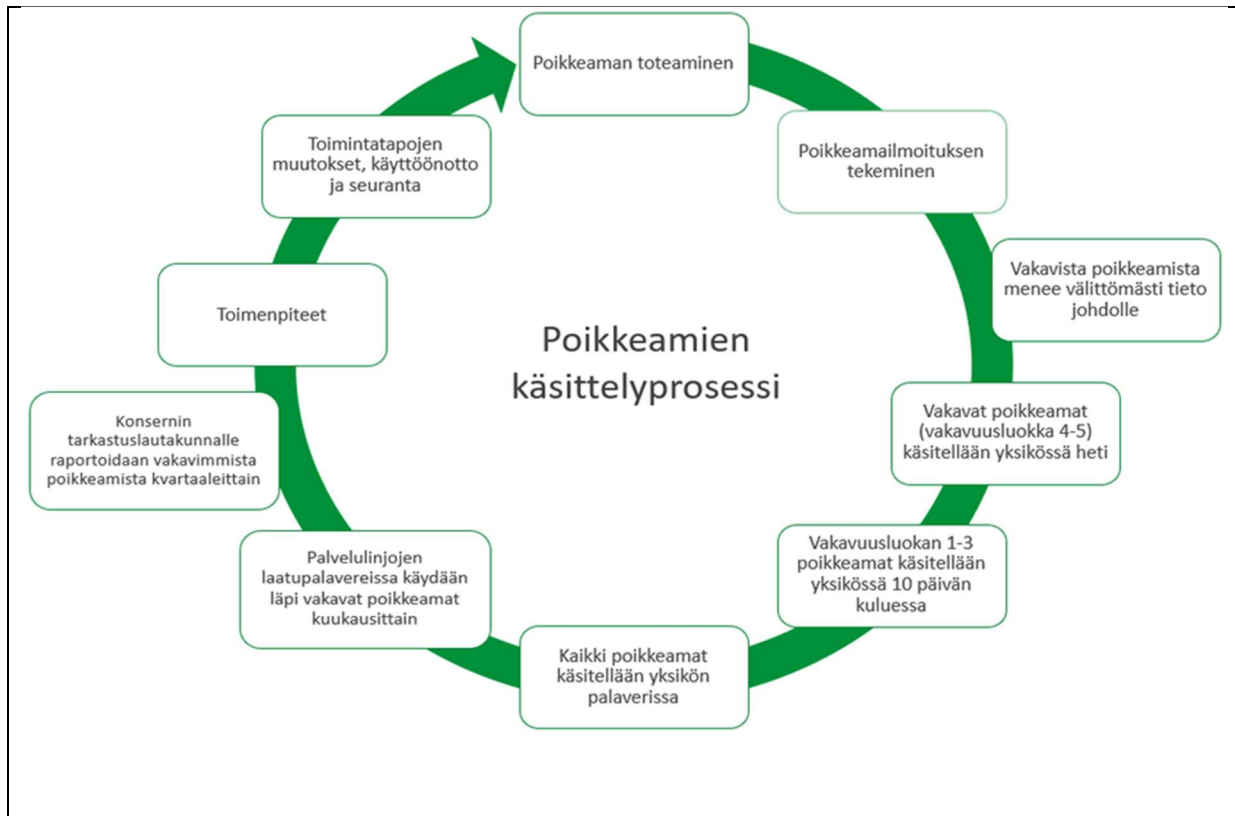 Poikkeaman toteaminen
Poikkeamailmoituksen
tekeminen
Vakavista poikkeamista
menee välittömästi tieto
johdolle
Vakavat poikkeamat
(vakavuusluokka 4-5)
käsitellään yksikössä heti
Vakavuusluokan 1-3
poikkeamat käsitellään
yksikössä 10 päivän
kuluessa
Kaikki poikkeamat
käsitellään yksikön
palaverissa
Palvelulinjojen
laatupalavereissa käydään
läpi vakavat poikkeamat
kuukausittain
Konsernin
tarkastuslautakunnalle
raportoidaan vakavimmista
poikkeamista kvartaaleittain
Toimenpiteet
Toimintatapojen
muutokset, käyttöönotto
ja seuranta
Poikkeamien
käsittelyprosessi